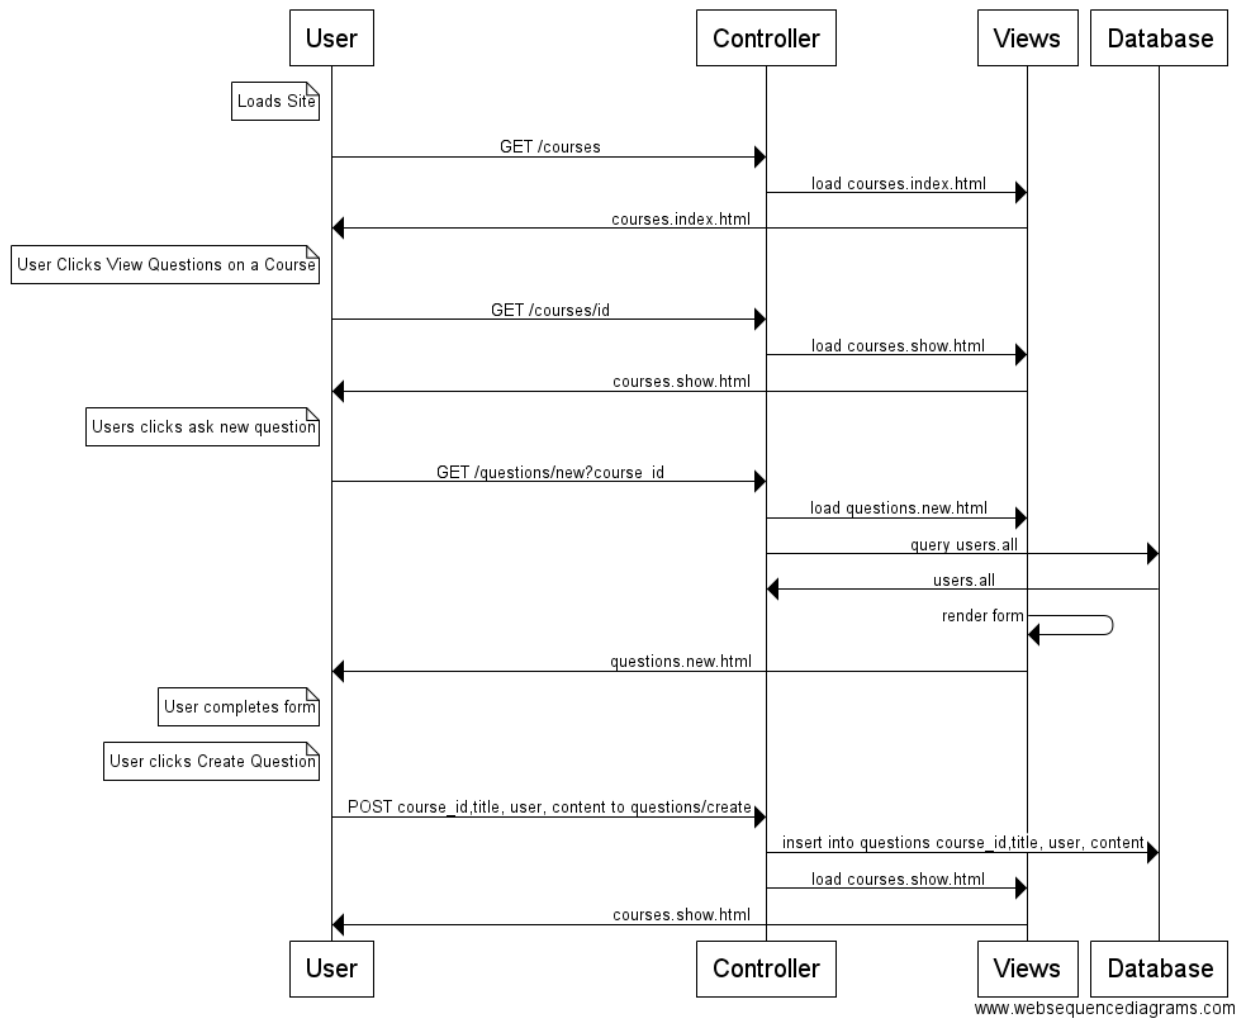 User
Controller
Views
Database
Loads Site
GET /courses
load courses.index.html
courses.index.html
User Clicks View Questions on a Course
GET /courses/id
load courses.show.html
courses.show.html
Users clicks ask new question
GET /questions/new?course_id
load questions.new.html
query users.all
users.all
render form
questions.new.html
User completes form
User clicks Create Question
POST course_id,title, user, content to questions/create
insert into questions course_id,title, user, content
load courses.show.html
courses.show.html
User
Controller
Views
Database
www.websequencediagrams.com